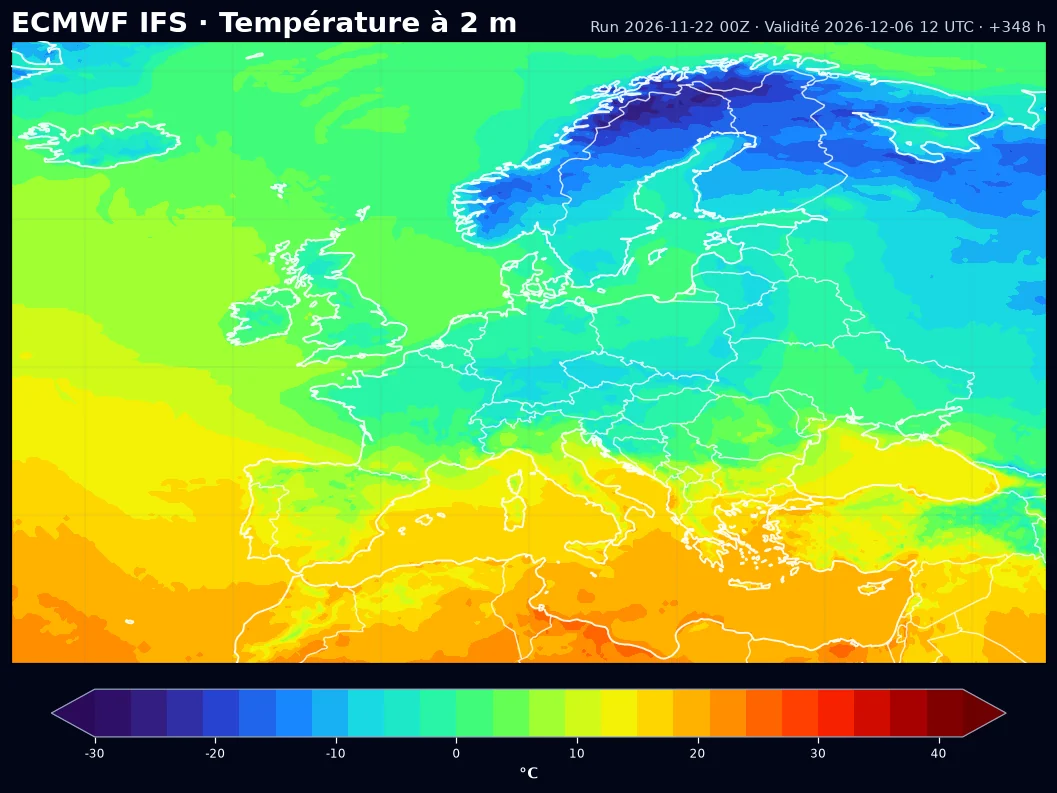 ECMWF IFS · Température à 2 m
Run 2026-11-22 00Z · Validité 2026-12-06 12 UTC · +348 h
-30 -20 -10 0 10 20 30 40
°C